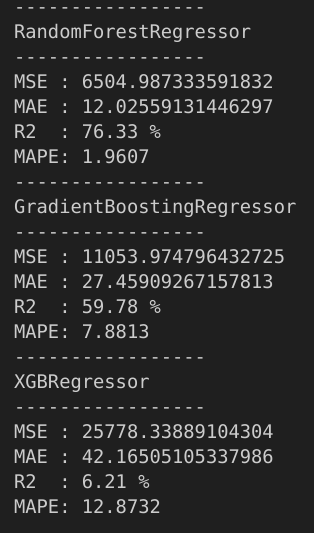 -----------------
RandomForestRegressor
-----------------
MSE : 6504.987333591832
MAE : 12.02559131446297
R2  : 76.33 %
MAPE: 1.9607
-----------------
GradientBoostingRegressor
-----------------
MSE : 11053.974796432725
MAE : 27.45909267157813
R2  : 59.78 %
MAPE: 7.8813
-----------------
XGBRegressor
-----------------
MSE : 25778.33889104304
MAE : 42.16505105337986
R2  : 6.21 %
MAPE: 12.8732